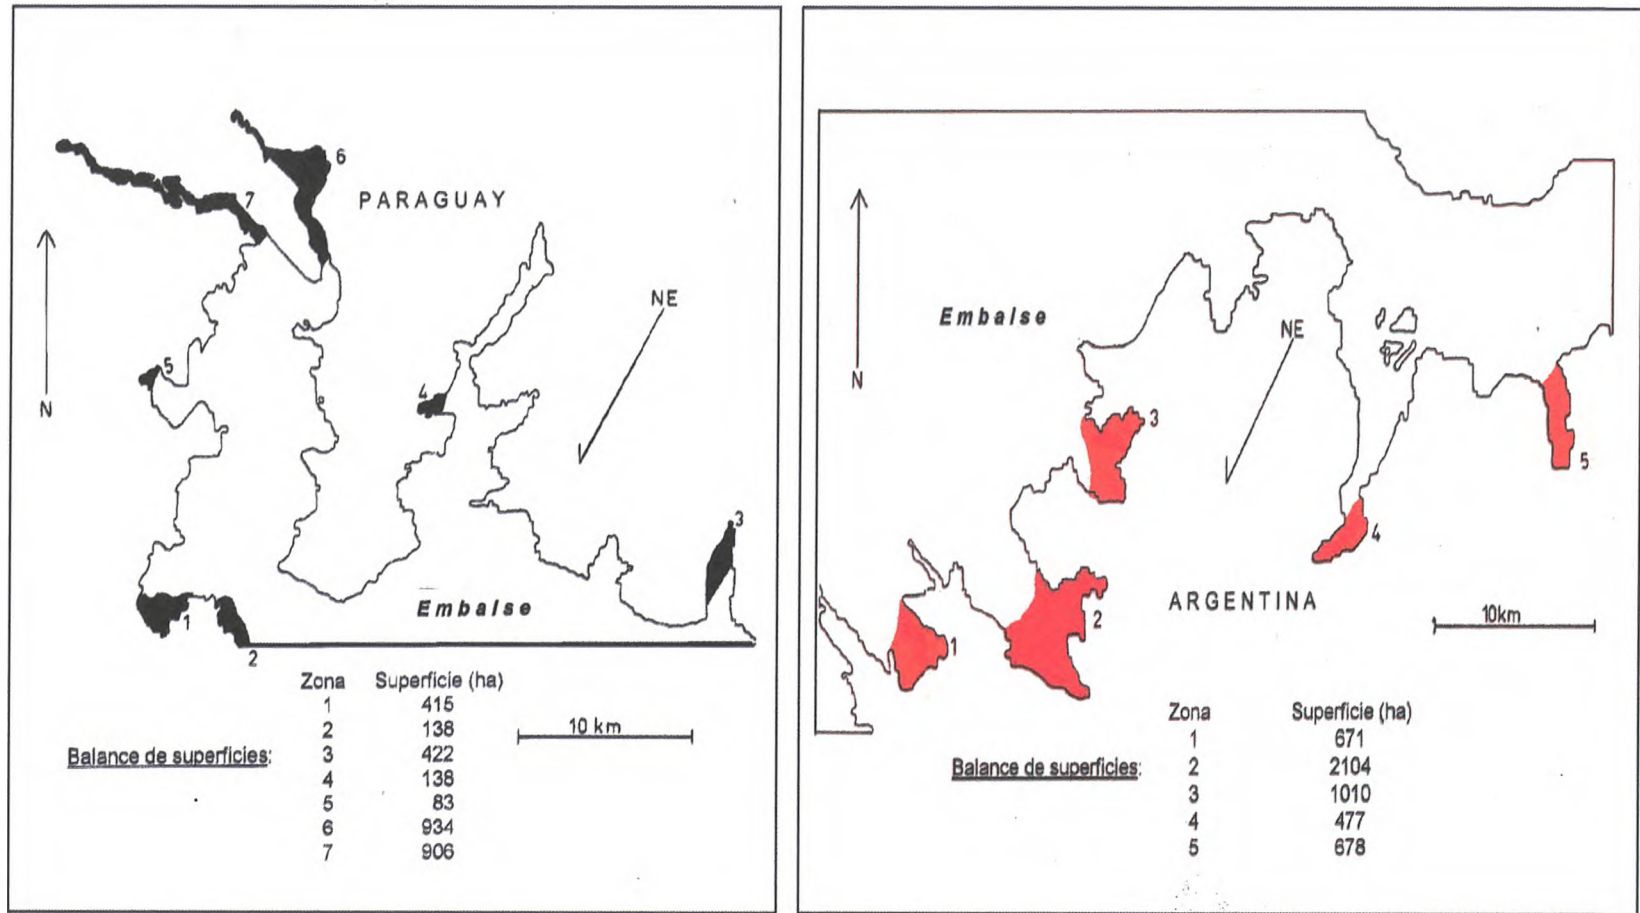 6
7
PARAGUAY
NE
N
5
4
3
1
2
Embalse
Zona Superficie (ha)
1 415
2 138
Balance de superficies: 3 422
4 138
5 83
6 934
7 906
10 km
Embalse
NE
N
3
5
4
2
1
ARGENTINA
10km
Zona Superficie (ha)
1 671
Balance de superficies: 2 2104
3 1010
4 477
5 678